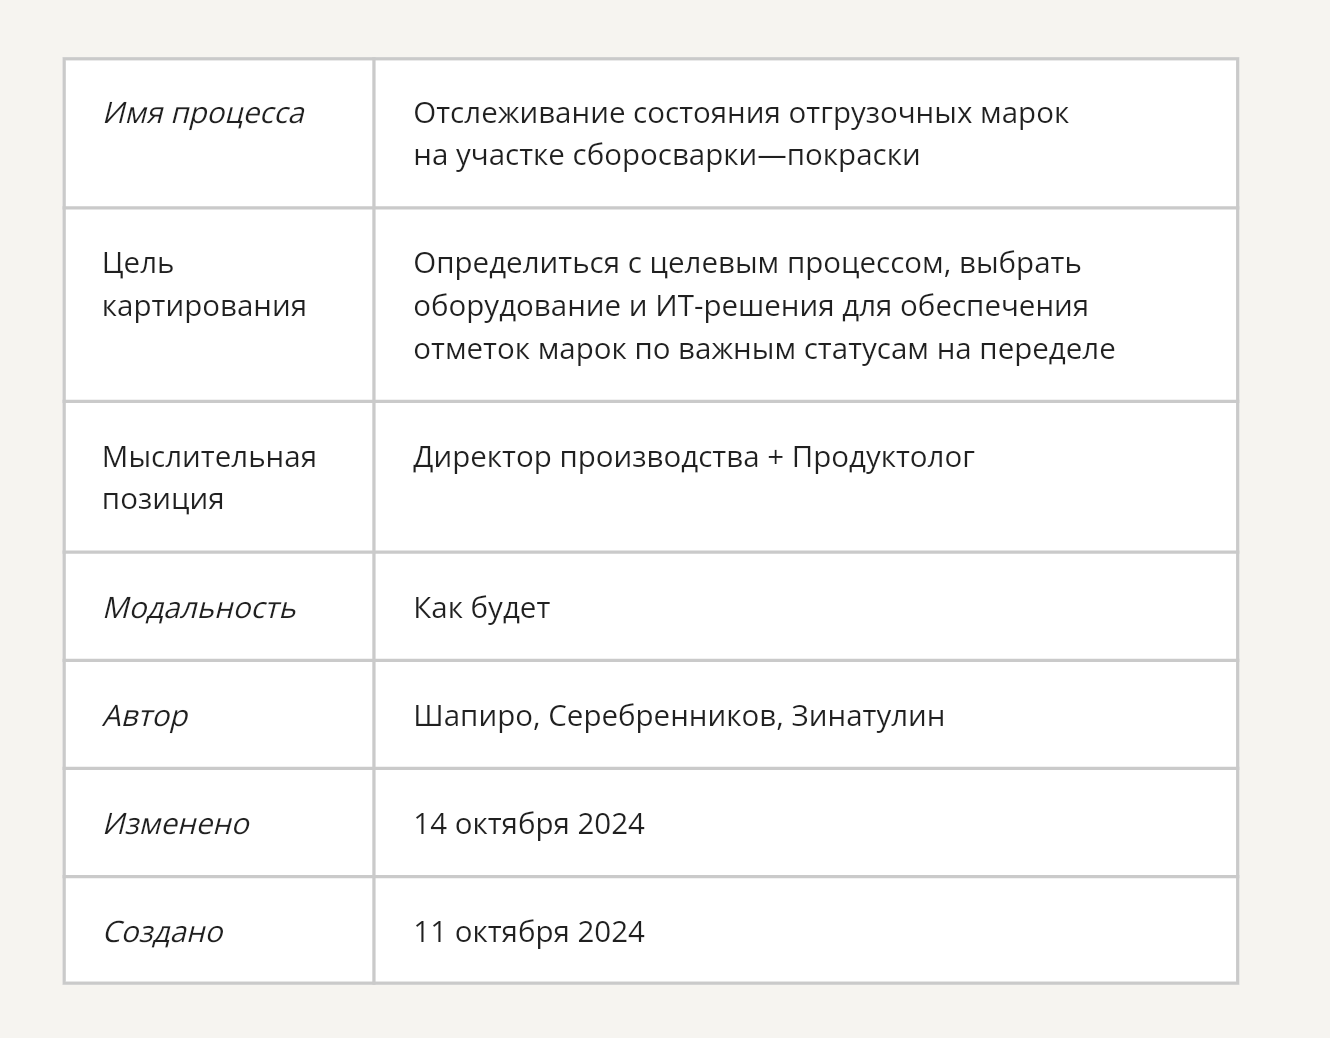 Имя процесса
Отслеживание состояния отгрузочных марок
на участке сборосварки—покраски
Цель
картирования
Определиться с целевым процессом, выбрать
оборудование и ИТ-решения для обеспечения
отметок марок по важным статусам на переделе
Мыслительная
позиция
Директор производства + Продуктолог
Модальность
Как будет
Автор
Шапиро, Серебренников, Зинатулин
Изменено
14 октября 2024
Создано
11 октября 2024